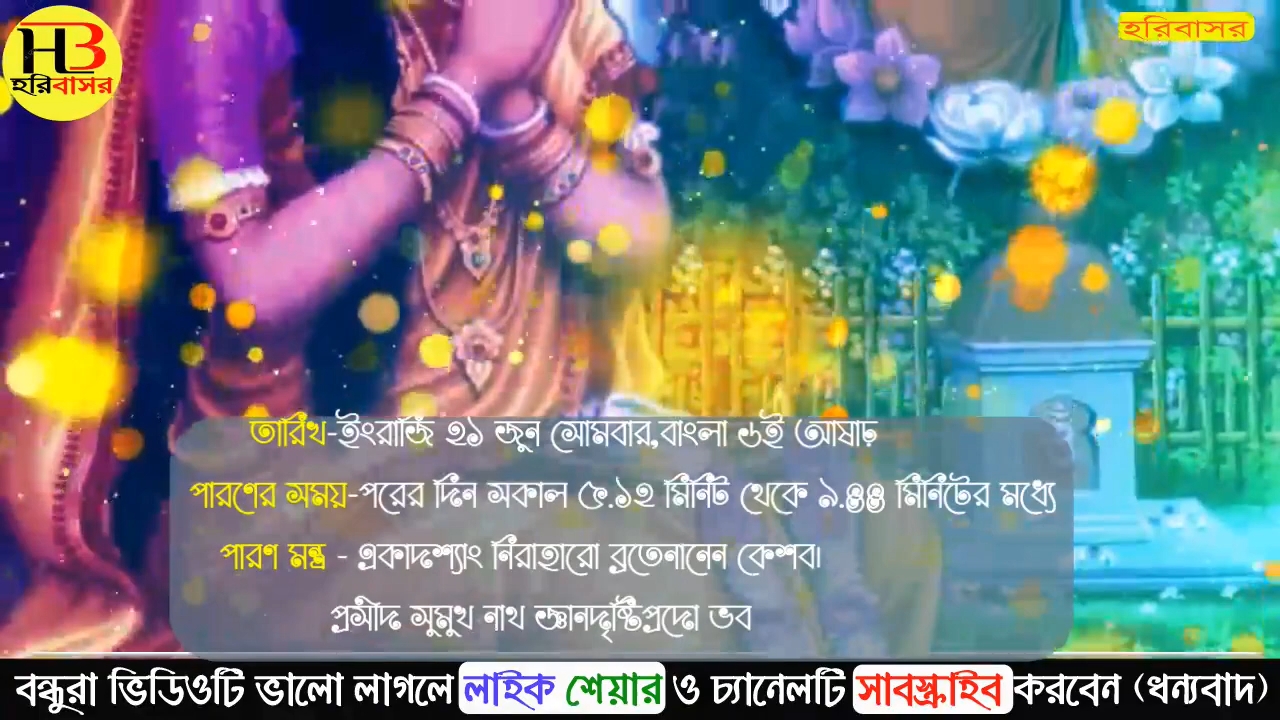 HB
হরিবাসর
হরিবাসর
তারিখ-ইংরাজি ২১ জুন সোমবার,বাংলা ৬ই আষাঢ়
পারণের সময়-পরের দিন সকাল ৫.১২ মিনিট থেকে ৯.৪৪ মিনিটের মধ্যে
পারণ মন্ত্র - একাদশ্যাং নিরাহারো ব্রতেনানেন কেশব।
প্রসীদ সুমুখ নাথ জ্ঞানদৃষ্টিপ্রদো ভব
বন্ধুরা ভিডিওটি ভালো লাগলে লাইক শেয়ার ও চ্যানেলটি সাবস্ক্রাইব করবেন (ধন্যবাদ)